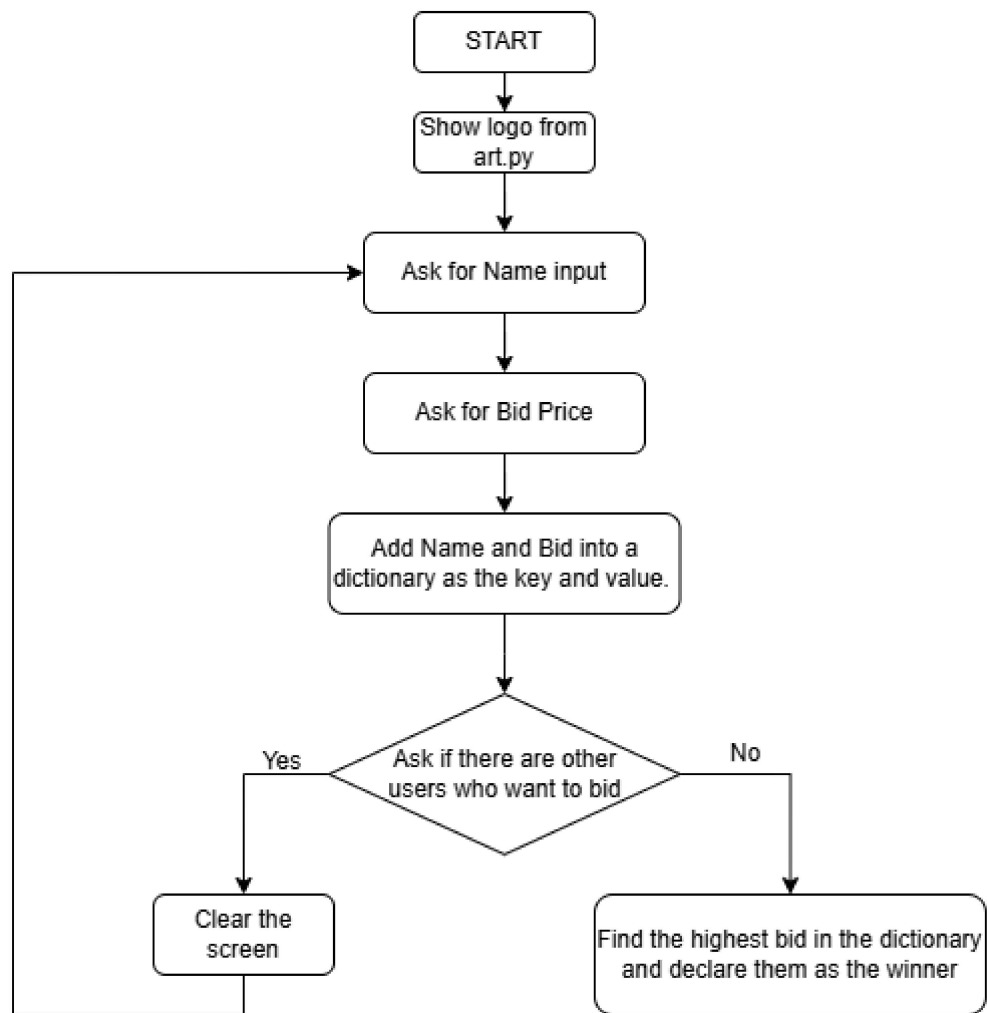 START
Show logo from
art.py
Ask for Name input
Ask for Bid Price
Add Name and Bid into a
dictionary as the key and value.
Ask if there are other
users who want to bid
Yes
No
Clear the
screen
Find the highest bid in the dictionary
and declare them as the winner